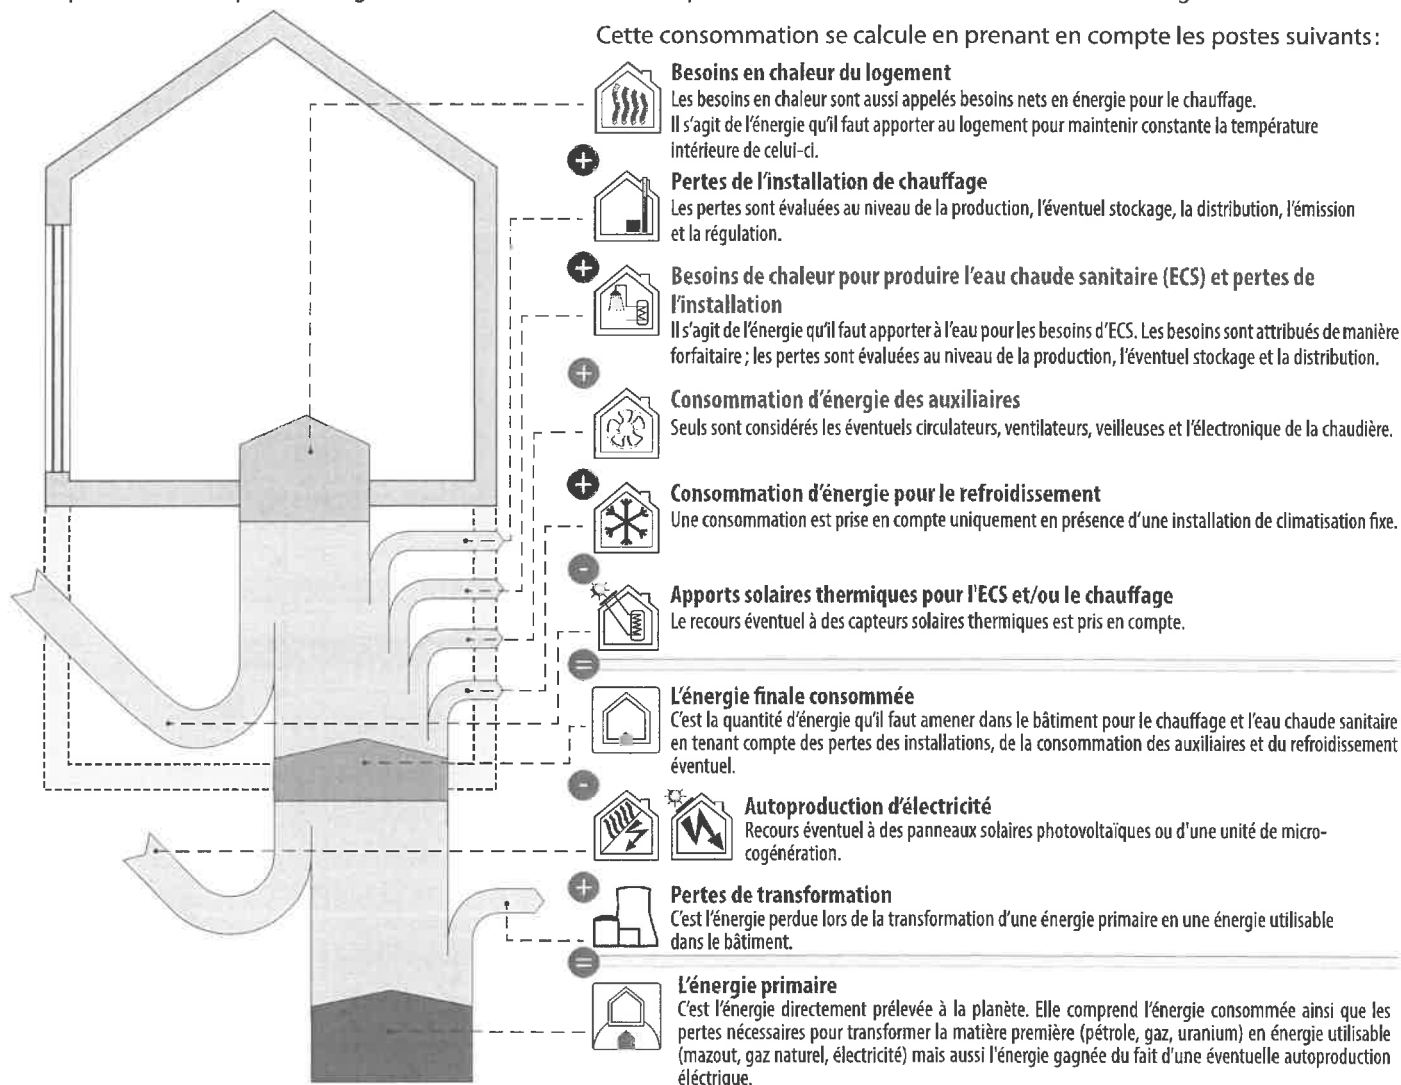 Cette consommation se calcule en prenant en compte les postes suivants :
Besoins en chaleur du logement
Les besoins en chaleur sont aussi appelés besoins nets en énergie pour le chauffage.
Il s'agit de l'énergie qu'il faut apporter au logement pour maintenir constante la température
intérieure de celui-ci.
+
Pertes de l'installation de chauffage
Les pertes sont évaluées au niveau de la production, l'éventuel stockage, la distribution, l'émission
et la régulation.
+
Besoins de chaleur pour produire l'eau chaude sanitaire (ECS) et pertes de
l'installation
Il s'agit de l'énergie qu'il faut apporter à l'eau pour les besoins d'ECS. Les besoins sont attribués de manière
forfaitaire ; les pertes sont évaluées au niveau de la production, l'éventuel stockage et la distribution.
+
Consommation d'énergie des auxiliaires
Seuls sont considérés les éventuels circulateurs, ventilateurs, veilleuses et l'électronique de la chaudière.
+
Consommation d'énergie pour le refroidissement
Une consommation est prise en compte uniquement en présence d'une installation de climatisation fixe.
-
Apports solaires thermiques pour l'ECS et/ou le chauffage
Le recours éventuel à des capteurs solaires thermiques est pris en compte.
=
L'énergie finale consommée
C'est la quantité d'énergie qu'il faut amener dans le bâtiment pour le chauffage et l'eau chaude sanitaire
en tenant compte des pertes des installations, de la consommation des auxiliaires et du refroidissement
éventuel.
-
Autoproduction d'électricité
Recours éventuel à des panneaux solaires photovoltaïques ou d'une unité de micro-
cogénération.
+
Pertes de transformation
C'est l'énergie perdue lors de la transformation d'une énergie primaire en une énergie utilisable
dans le bâtiment.
=
L'énergie primaire
C'est l'énergie directement prélevée à la planète. Elle comprend l'énergie consommée ainsi que les
pertes nécessaires pour transformer la matière première (pétrole, gaz, uranium) en énergie utilisable
(mazout, gaz naturel, électricité) mais aussi l'énergie gagnée du fait d'une éventuelle autoproduction
éléctrique.